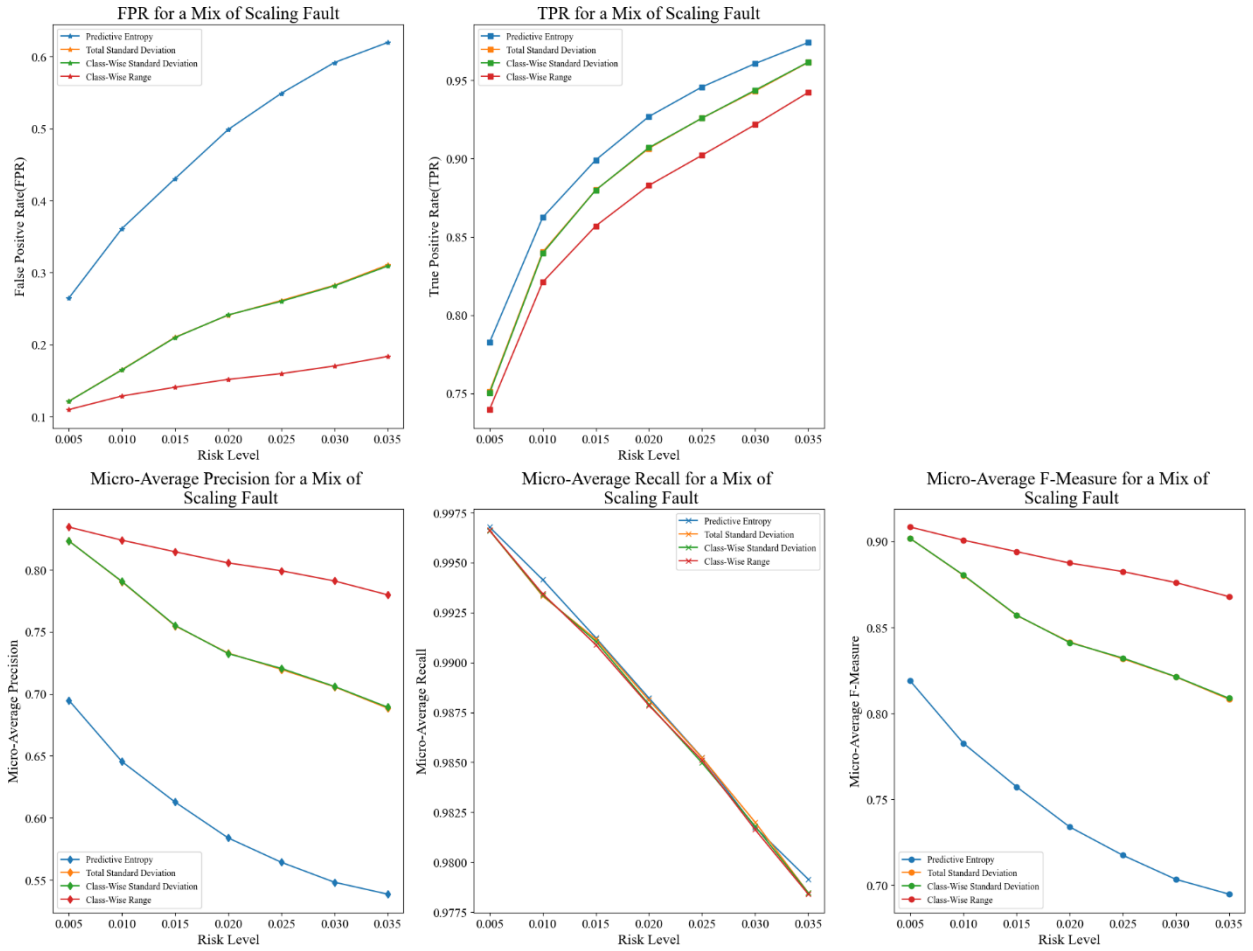 FPR for a Mix of Scaling Fault
Predictive Entropy
Total Standard Deviation
Class-Wise Standard Deviation
Class-Wise Range
False Positve Rate(FPR)
0.6
0.5
0.4
0.3
0.2
0.1
0.005 0.010 0.015 0.020 0.025 0.030 0.035
Risk Level
TPR for a Mix of Scaling Fault
Predictive Entropy
Total Standard Deviation
Class-Wise Standard Deviation
Class-Wise Range
True Positive Rate(TPR)
0.95
0.90
0.85
0.80
0.75
0.005 0.010 0.015 0.020 0.025 0.030 0.035
Risk Level
Micro-Average Precision for a Mix of
Scaling Fault
Micro-Average Precision
0.80
0.75
0.70
0.65
0.60
0.55
Predictive Entropy
Total Standard Deviation
Class-Wise Standard Deviation
Class-Wise Range
0.005 0.010 0.015 0.020 0.025 0.030 0.035
Risk Level
Micro-Average Recall for a Mix of
Scaling Fault
Predictive Entropy
Total Standard Deviation
Class-Wise Standard Deviation
Class-Wise Range
Micro-Average Recall
0.9975
0.9950
0.9925
0.9900
0.9875
0.9850
0.9825
0.9800
0.9775
0.005 0.010 0.015 0.020 0.025 0.030 0.035
Risk Level
Micro-Average F-Measure for a Mix of
Scaling Fault
Micro-Average F-Measure
0.90
0.85
0.80
0.75
0.70
Predictive Entropy
Total Standard Deviation
Class-Wise Standard Deviation
Class-Wise Range
0.005 0.010 0.015 0.020 0.025 0.030 0.035
Risk Level